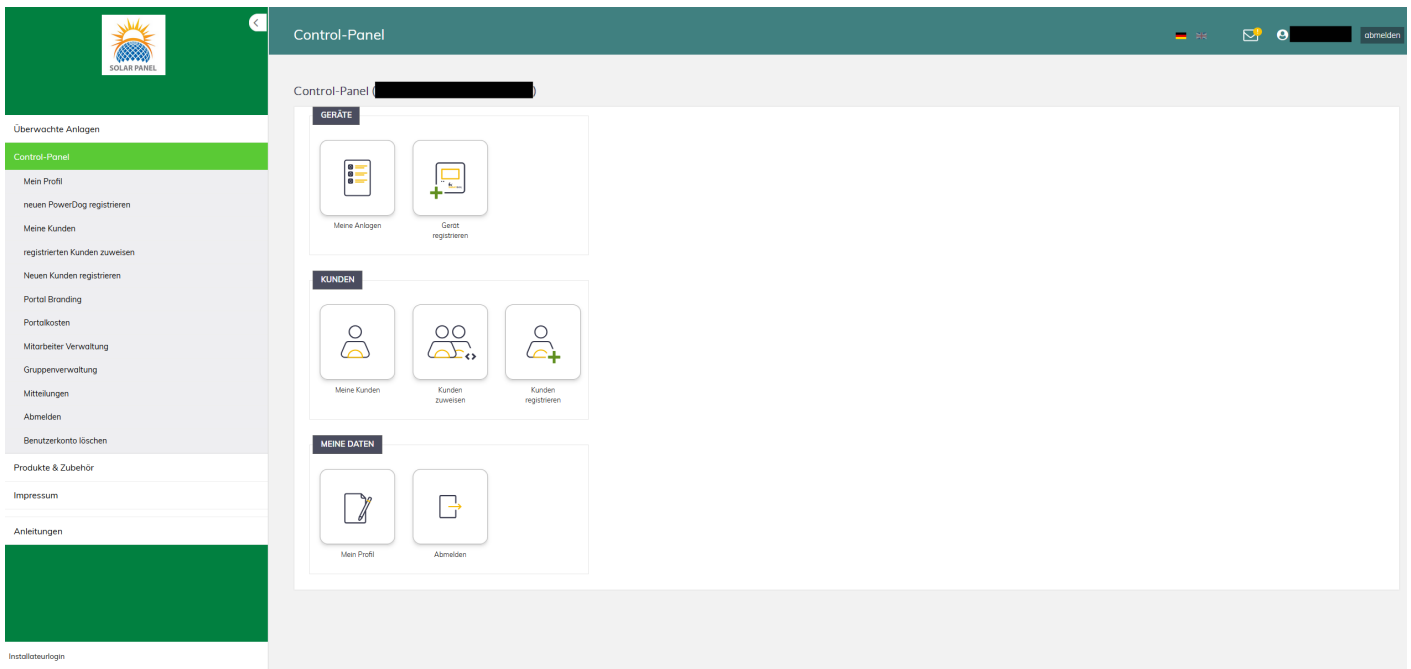 SOLAR PANEL
Control-Panel
abmelden
Control-Panel (
)
Überwachte Anlagen
Control-Panel
Mein Profil
neuen PowerDog registrieren
Meine Kunden
registrierten Kunden zuweisen
Neuen Kunden registrieren
Portal Branding
Portalkosten
Mitarbeiter Verwaltung
Gruppenverwaltung
Mitteilungen
Abmelden
Benutzerkonto löschen
Produkte & Zubehör
Impressum
Anleitungen
Installateurlogin
GERÄTE
Meine Anlagen
Gerät
registrieren
KUNDEN
Meine Kunden
Kunden
zuweisen
Kunden
registrieren
MEINE DATEN
Mein Profil
Abmelden